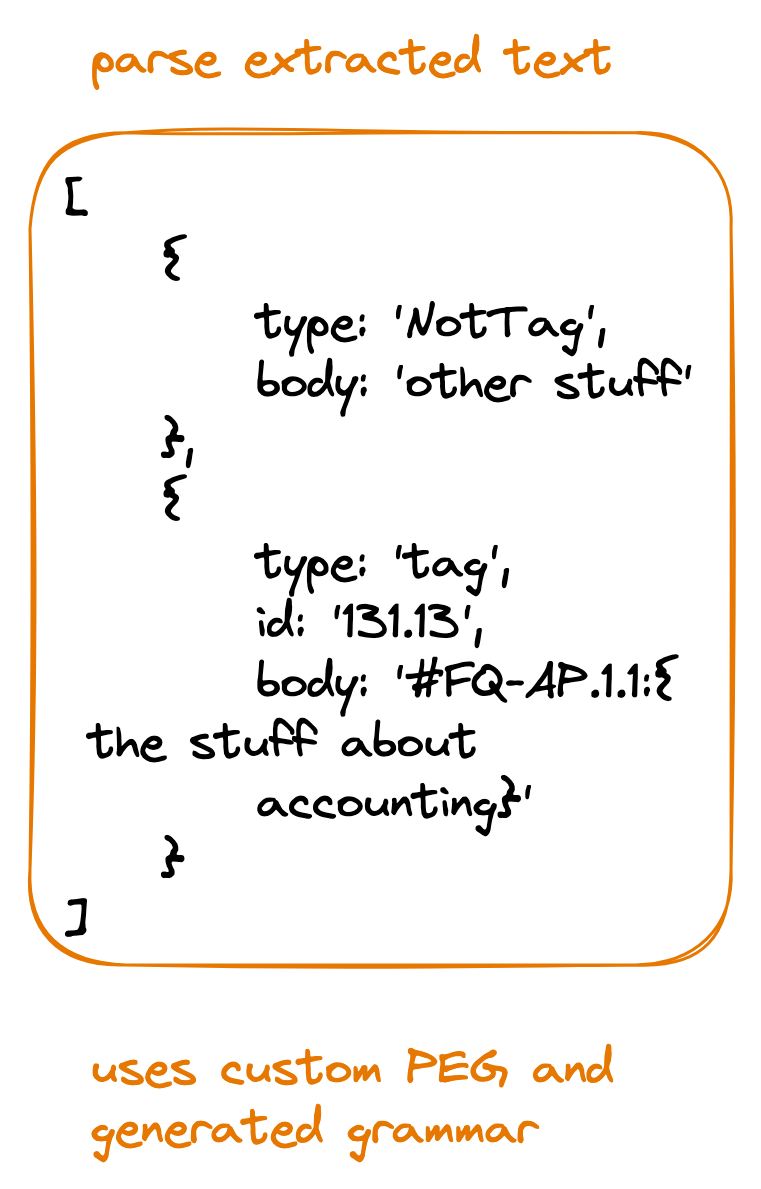 parse extracted text
[
{
type: 'NotTag',
body: 'other stuff'
},
{
type: 'tag',
id: '131.13',
body: '#FQ-AP.1.1:{
the stuff about
accounting}'
}
]
uses custom PEG and
generated grammar